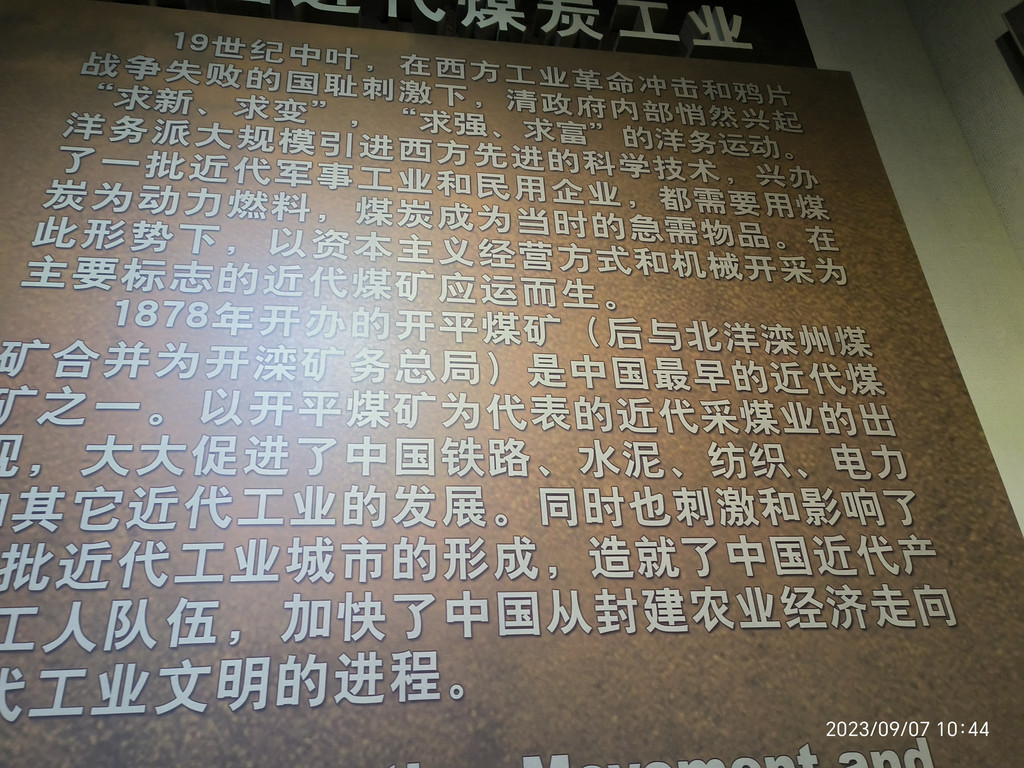 近代煤炭工业
19世纪中叶，在西方工业革命冲击和鸦片
战争失败的国耻刺激下，清政府内部悄然兴起
“求新、求变”，“求强、求富”的洋务运动。
洋务派大规模引进西方先进的科学技术，兴办
了一批近代军事工业和民用企业，都需要用煤
炭为动力燃料，煤炭成为当时的急需物品。在
此形势下，以资本主义经营方式和机械开采为
主要标志的近代煤矿应运而生。
1878年开办的开平煤矿（后与北洋滦州煤
矿合并为开滦矿务总局）是中国最早的近代煤
矿之一。以开平煤矿为代表的近代采煤业的出
现，大大促进了中国铁路、水泥、纺织、电力
其它近代工业的发展。同时也刺激和影响了
批近代工业城市的形成，造就了中国近代产
工人队伍，加快了中国从封建农业经济走向
代工业文明的进程。
Movement and
2023/09/07 10:44